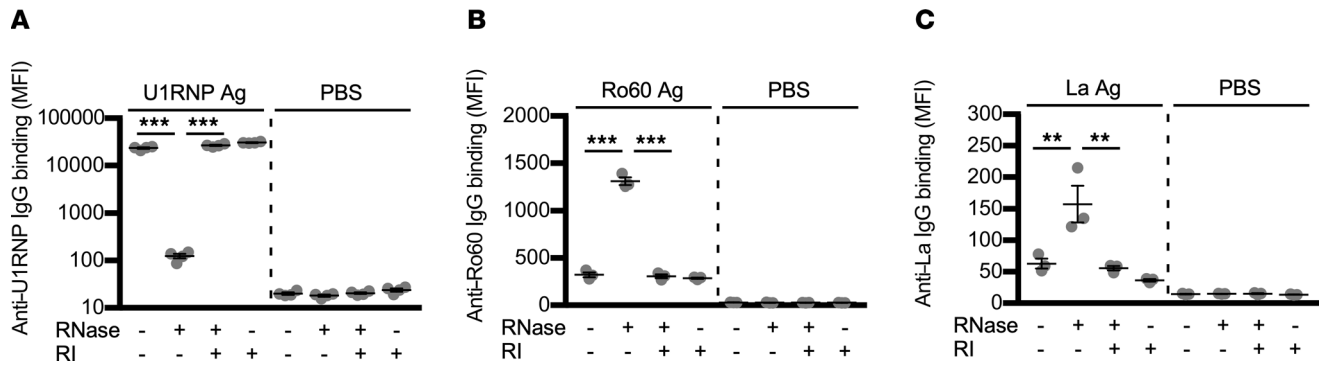 A
Anti-U1RNP IgG binding (MFI)
U1RNP Ag
PBS
*** ***
100000
10000
1000
100
10
RNase - + + - - + + -
RI - - + + - - + +
B
Anti-Ro60 IgG binding (MFI)
Ro60 Ag
PBS
*** ***
2000
1500
1000
500
0
RNase - + + - - + + -
RI - - + + - - + +
C
Anti-La IgG binding (MFI)
La Ag
PBS
** **
300
250
200
150
100
50
0
RNase - + + - - + + -
RI - - + + - - + +